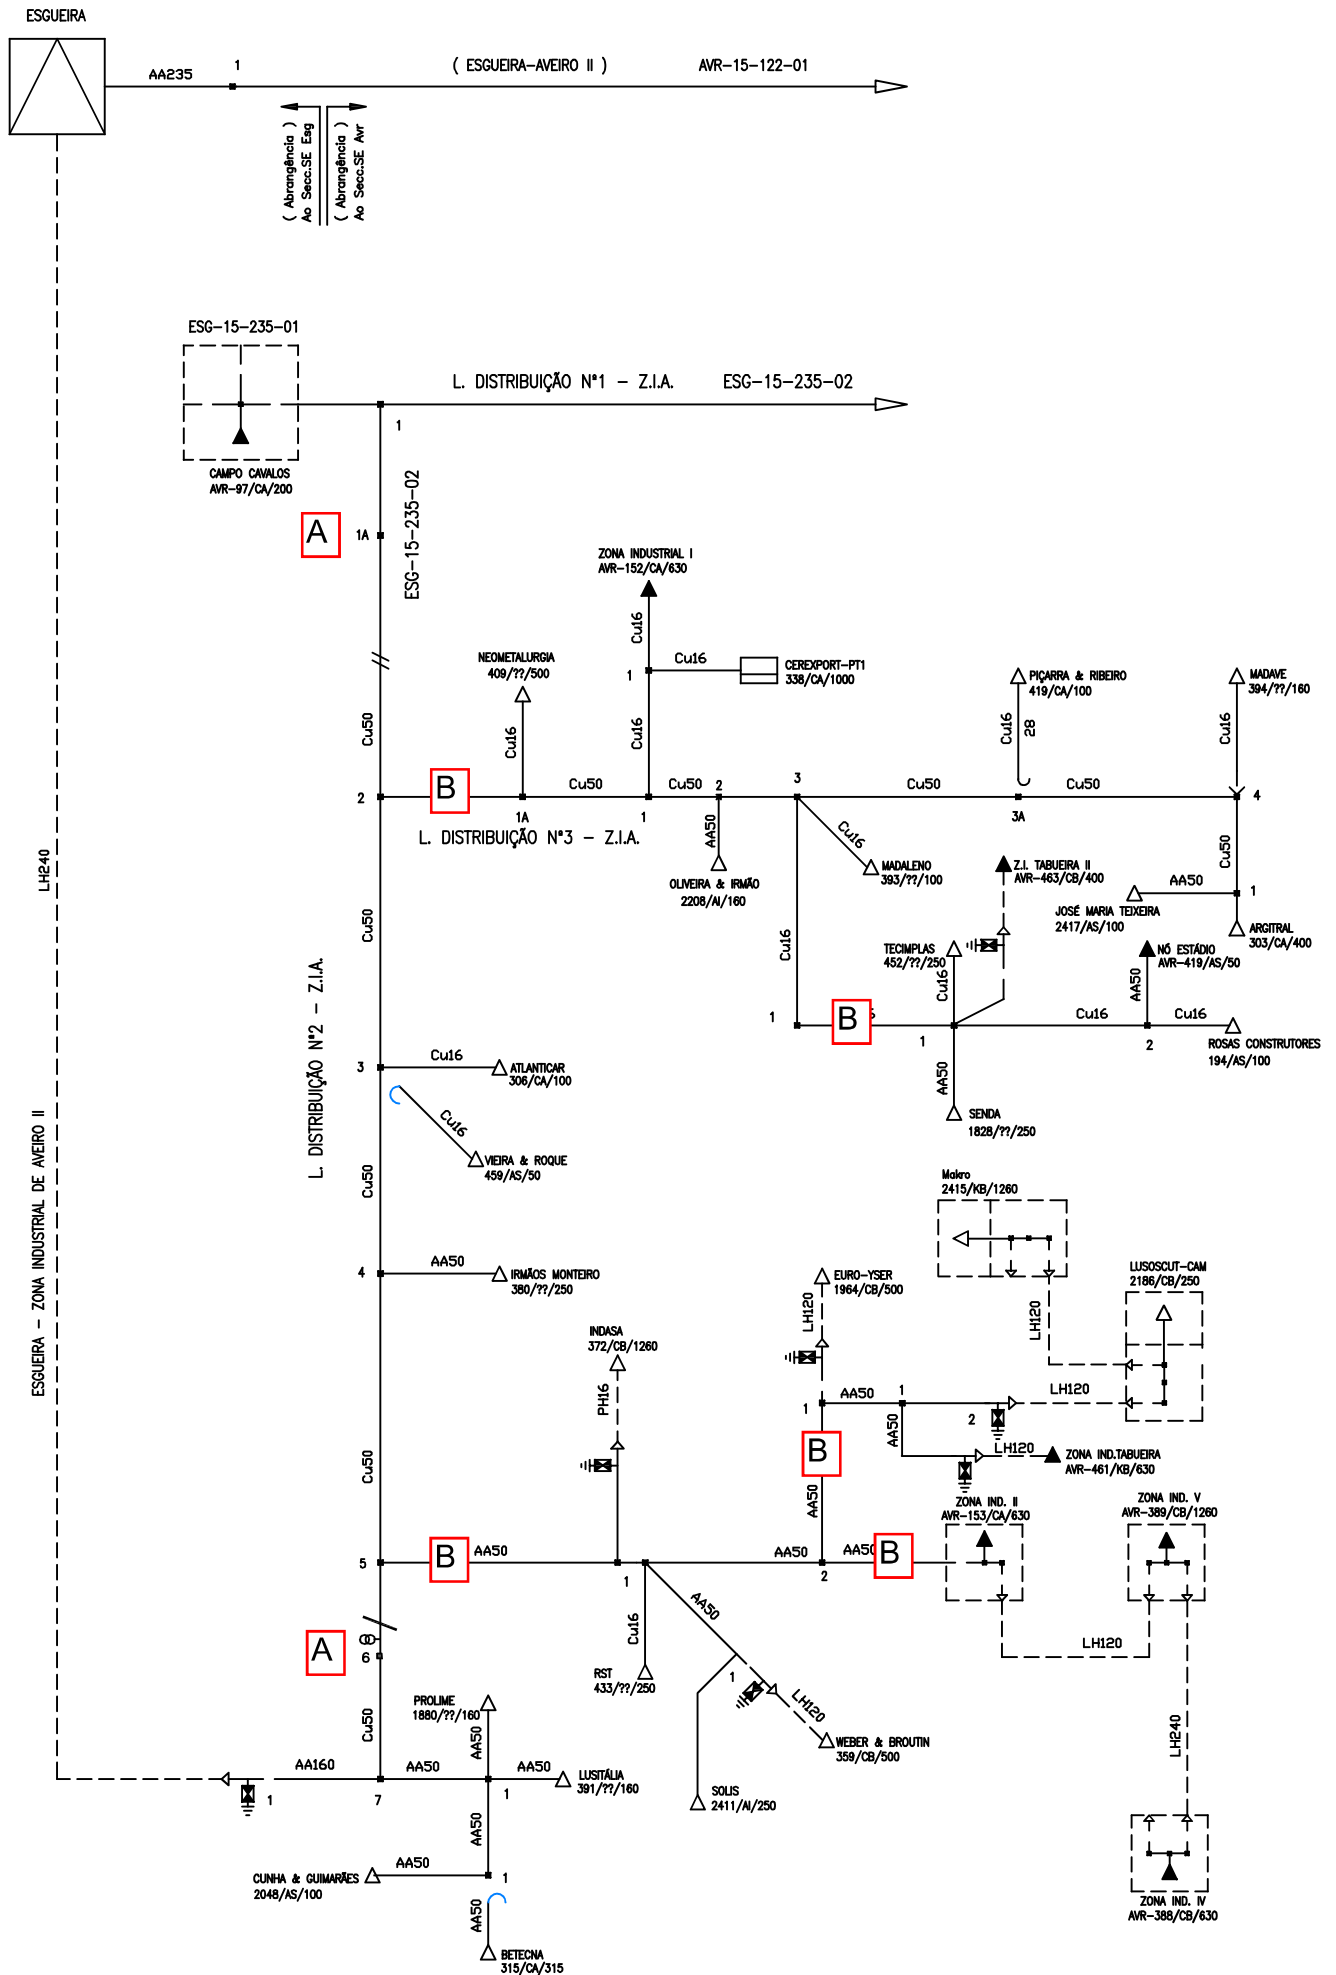 ESGUEIRA
AA235
1
( ESGUEIRA-AVEIRO II )
AVR-15-122-01
( Abrangência )
Ao Secc.SE Esg
( Abrangência )
Ao Secc.SE Avr
ESG-15-235-01
L. DISTRIBUIÇÃO Nº1 - Z.I.A.
ESG-15-235-02
1
CAMPO CAVALOS
AVR-97/CA/200
ESG-15-235-02
A
1A
ZONA INDUSTRIAL I
AVR-152/CA/630
Cu16
NEOMETALURGIA
409/??/500
Cu16
1
CEREXPORT-PT1
338/CA/1000
PIÇARRA & RIBEIRO
419/CA/100
MADAVE
394/??/160
Cu50
Cu16
Cu16
Cu16
28
Cu16
2
B
Cu50
Cu50
2
3
Cu50
Cu50
4
1A
1
3A
L. DISTRIBUIÇÃO Nº3 - Z.I.A.
AA50
Cu16
Cu50
LH240
OLIVEIRA & IRMÃO
2208/AI/160
MADALENO
393/??/100
Z.I. TABUEIRA II
AVR-463/CB/400
AA50
1
JOSÉ MARIA TEIXEIRA
2417/AS/100
ARGITRAL
303/CA/400
Cu50
Cu16
TECIMPLAS
452/??/250
NÓ ESTÁDIO
AVR-419/AS/50
Cu16
AA50
L. DISTRIBUIÇÃO Nº2 - Z.I.A.
1
B
1
Cu16
2
Cu16
ROSAS CONSTRUTORES
194/AS/100
3
Cu16
ATLANTICAR
306/CA/100
AA50
SENDA
1828/??/250
Cu16
VIEIRA & ROQUE
459/AS/50
Cu50
Makro
2415/KB/1260
ESGUEIRA - ZONA INDUSTRIAL DE AVEIRO II
4
AA50
IRMÃOS MONTEIRO
380/??/250
EURO-YSER
1964/CB/500
LH120
LUSOSCUT-CAM
2186/CB/250
LH120
INDASA
372/CB/1260
PH16
AA50
1
1
LH120
2
AA50
B
LH120
ZONA IND.TABUEIRA
AVR-461/KB/630
Cu50
AA50
ZONA IND. II
AVR-153/CA/630
ZONA IND. V
AVR-389/CB/1260
5
B
AA50
AA50
AA50
B
1
2
AA50
Cu16
LH120
A
6
RST
433/??/250
1
LH120
WEBER & BROUTIN
359/CB/500
LH240
PROLIME
1880/??/160
Cu50
AA50
AA160
AA50
AA50
LUSITÁLIA
391/??/160
SOLIS
2411/AI/250
1
7
1
AA50
CUNHA & GUIMARÃES
2048/AS/100
AA50
1
AA50
BETECNA
315/CA/315
ZONA IND. IV
AVR-388/CB/630